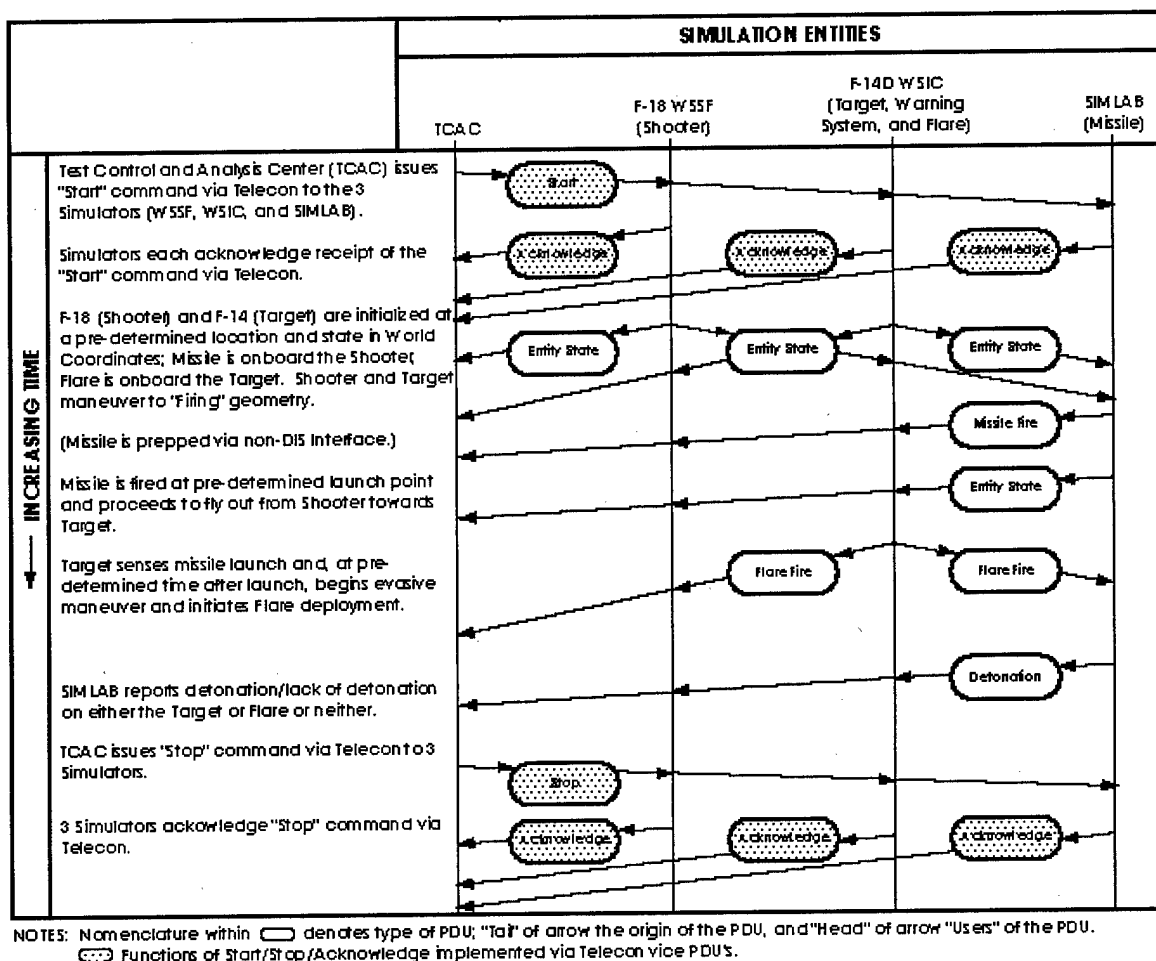 SIMULATION ENTITIES
TCAC
F-18 WSSF
(Shooter)
F-14D WSIC
(Target, Warning
System, and Flare)
SIMLAB
(Missile)
INCREASING TIME
Test Control and Analysis Center (TCAC) issues
"Start" command via Telecon to the 3
Simulators (WSSF, WSIC, and SIMLAB).
Start
Simulators each acknowledge receipt of the
"Start" command via Telecon.
Acknowledge
Acknowledge
Acknowledge
F-18 (Shooter) and F-14 (Target) are initialized at
a pre-determined location and state in World
Coordinates; Missile is onboard the Shooter,
Flare is onboard the Target. Shooter and Target
maneuver to "Firing" geometry.
Entity State
Entity State
Entity State
(Missile is prepped via non-DIS Interface.)
Missile Fire
Missile is fired at pre-determined launch point
and proceeds to fly out from Shooter towards
Target.
Entity State
Target senses missile launch and, at pre-
determined time after launch, begins evasive
maneuver and initiates Flare deployment.
Flare Fire
Flare Fire
SIMLAB reports detonation/lack of detonation
on either the Target or Flare or neither.
Detonation
TCAC issues "Stop" command via Telecon to 3
Simulators.
Stop
3 Simulators ackowledge "Stop" command via
Telecon.
Acknowledge
Acknowledge
Acknowledge
NOTES: Nomenclature within denotes type of PDU; "Tail" of arrow the origin of the PDU, and "Head" of arrow "Users" of the PDU.
Functions of Start/Stop/Acknowledge implemented via Telecon vice PDU's.